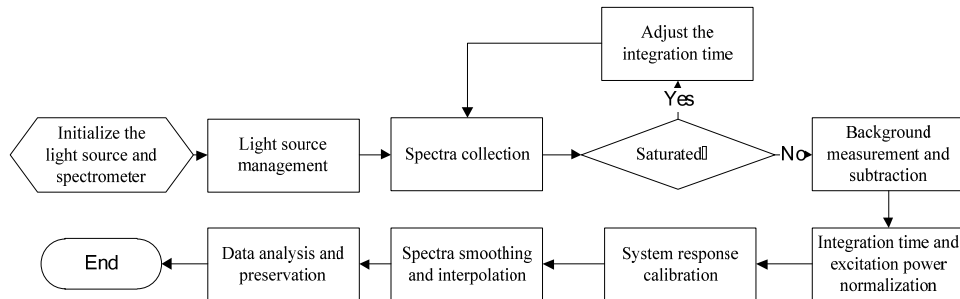 Adjust the
integration time
Yes
Initialize the
light source and
spectrometer
Light source
management
Spectra collection
Saturated
No
Background
measurement and
subtraction
Integration time and
excitation power
normalization
System response
calibration
Spectra smoothing
and interpolation
Data analysis and
preservation
End